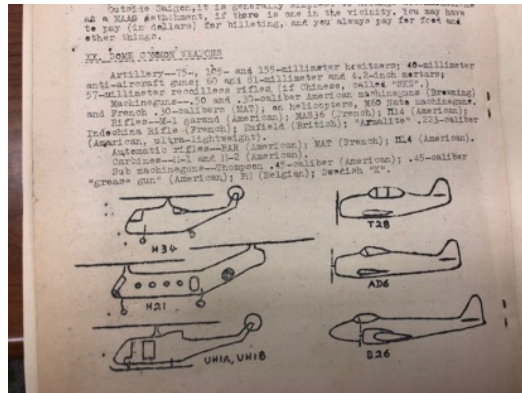 Outside Saigon, it is generally
as a MAAG detachment, if there is one in the vicinity. You may have
to pay (in dollars) for billeting, and you always pay for food and
other things.
XX. SOME COMMON WEAPONS
Artillery--75-, 105- and 155-millimeter howitzers; 40-millimeter
anti-aircraft guns; 60 and 81-millimeter and 4.2-inch mortars;
57-millimeter recoilless rifles (if Chinese, called "SKZ".)
Machineguns--.50 and .30-caliber American machineguns (Browning)
and French .30-calibers (MAT); on helicopters, M60 Nato machineguns.
Rifles--M-1 garand (American); MAS36 (French); M14 (American);
Indochina Rifle (French); Enfield (British); "Armalite" .223-caliber
(American, ultra-lightweight).
Automatic rifles--BAR (American); MAT (French); M14 (American).
Carbines--M-1 and M-2 (American).
Sub machineguns--Thompson .45-caliber (American); .45-caliber
"grease gun" (American); FN (Belgian); Swedish "K".
H34
T28
H21
AD6
UH1A, UH1B
B26